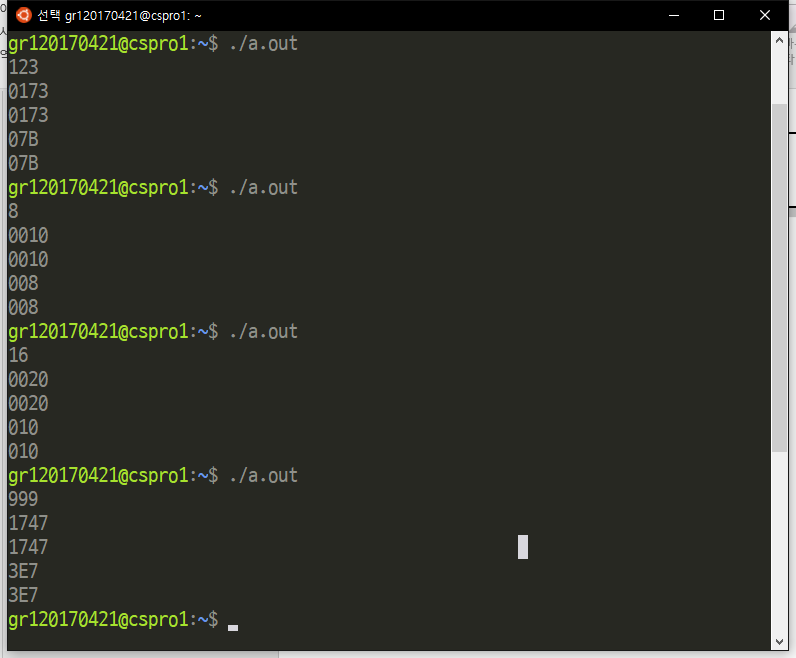 선택 gr120170421@cspro1: ~
gr120170421@cspro1:~$ ./a.out
123
0173
0173
07B
07B
gr120170421@cspro1:~$ ./a.out
8
0010
0010
008
008
gr120170421@cspro1:~$ ./a.out
16
0020
0020
010
010
gr120170421@cspro1:~$ ./a.out
999
1747
1747
3E7
3E7
gr120170421@cspro1:~$